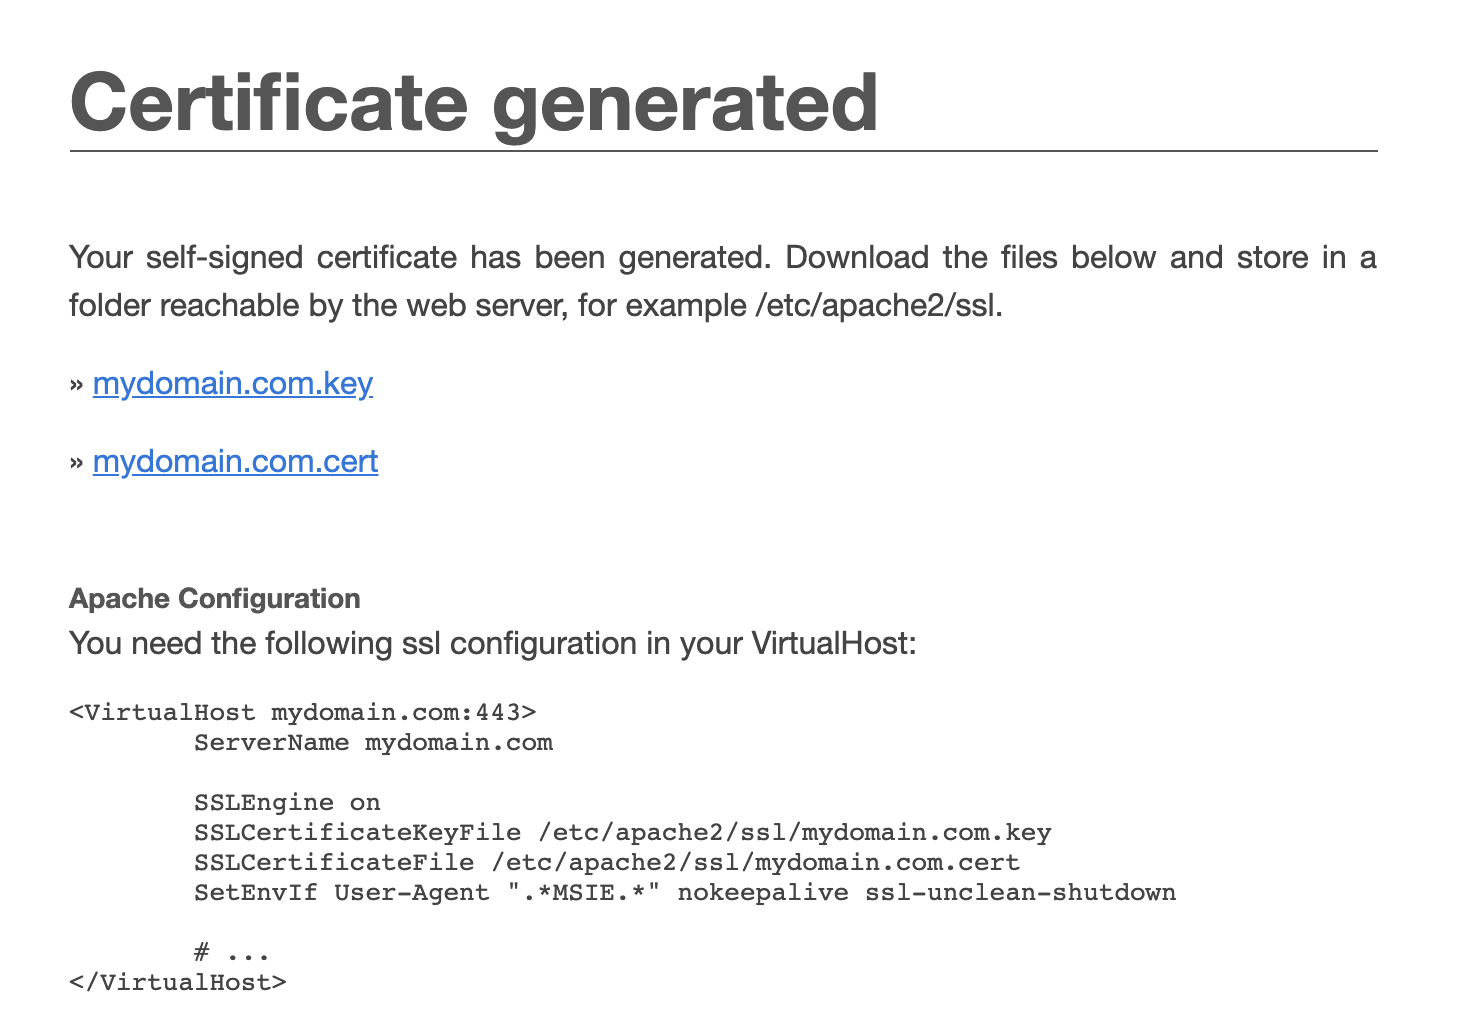 Certificate generated
Your self-signed certificate has been generated. Download the files below and store in a
folder reachable by the web server, for example /etc/apache2/ssl.
» mydomain.com.key
» mydomain.com.cert
Apache Configuration
You need the following ssl configuration in your VirtualHost:
<VirtualHost mydomain.com:443>
        ServerName mydomain.com
        SSLEngine on
        SSLCertificateKeyFile /etc/apache2/ssl/mydomain.com.key
        SSLCertificateFile /etc/apache2/ssl/mydomain.com.cert
        SetEnvIf User-Agent ".*MSIE.*" nokeepalive ssl-unclean-shutdown
        # ...
</VirtualHost>